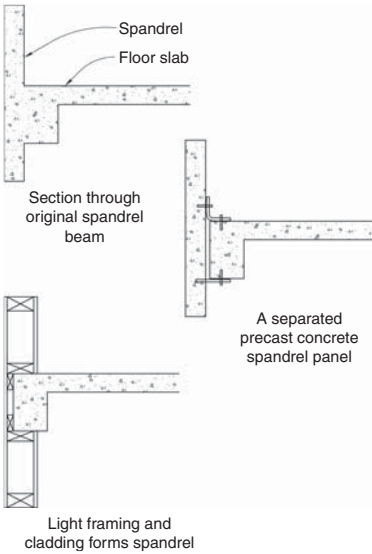 Spandrel
Floor slab
Section through
original spandrel
beam
A separated
precast concrete
spandrel panel
Light framing and
cladding forms spandrel